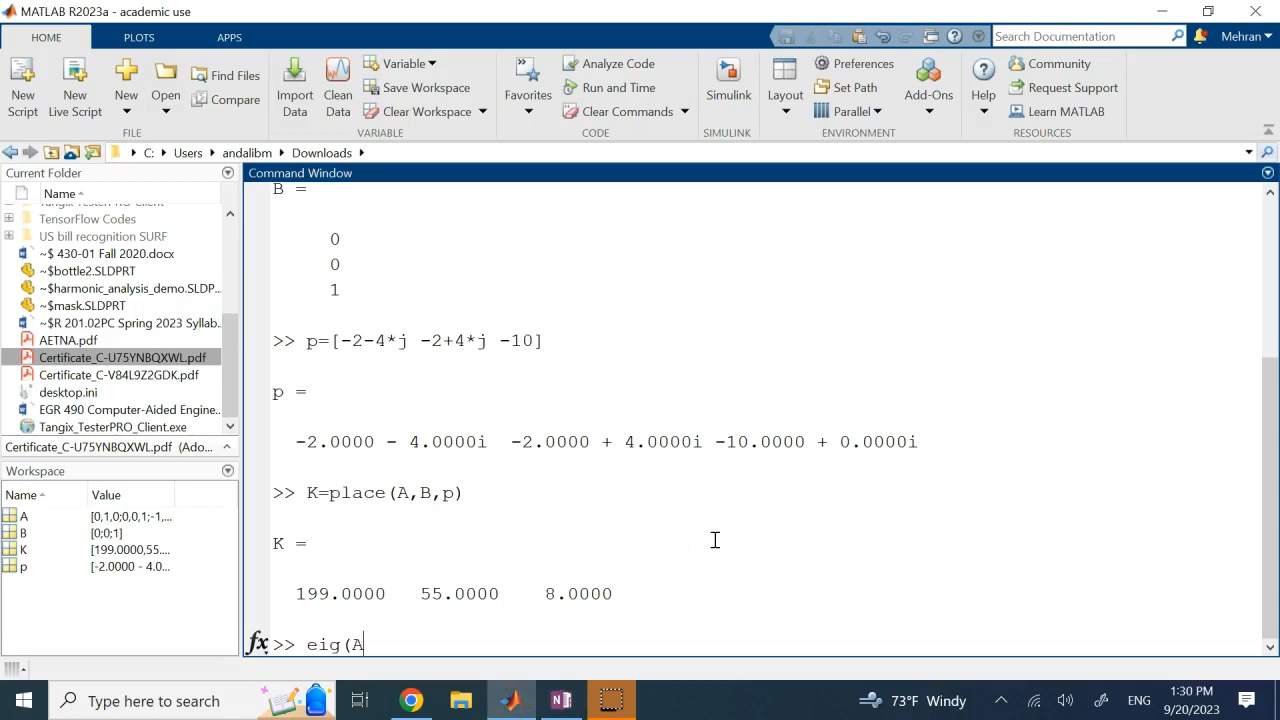 MATLAB R2023a - academic use
HOME PLOTS APPS Search Documentation Mehran
New Script New Live Script New Open Find Files Compare Import Data Clean Data Variable Save Workspace Clear Workspace Favorites Analyze Code Run and Time Clear Commands Simulink Layout Preferences Set Path Parallel Add-Ons Help Community Request Support Learn MATLAB
FILE VARIABLE CODE SIMULINK ENVIRONMENT RESOURCES
C: Users andalibm Downloads
Current Folder
Name
TensorFlow Codes
US bill recognition SURF
~$ 430-01 Fall 2020.docx
~$bottle2.SLDPRT
~$harmonic_analysis_demo.SLDP...
~$mask.SLDPRT
~$R 201.02PC Spring 2023 Syllab...
AETNA.pdf
Certificate_C-U75YNBQXWL.pdf
Certificate_C-V84L9Z2GDK.pdf
desktop.ini
EGR 490 Computer-Aided Engine...
Tangix_TesterPRO_Client.exe
Certificate_C-U75YNBQXWL.pdf (Ado...
Workspace
Name Value
A [0,1,0;0,0,1;-1,...
B [0;0;1]
K [199.0000,55....
p [-2.0000 - 4.0...
Command Window
B =
0
0
1
>> p=[-2-4*j -2+4*j -10]
p =
-2.0000 - 4.0000i -2.0000 + 4.0000i -10.0000 + 0.0000i
>> K=place(A,B,p)
K =
199.0000 55.0000 8.0000
fx >> eig(A
Type here to search
73°F Windy
ENG
1:30 PM
9/20/2023